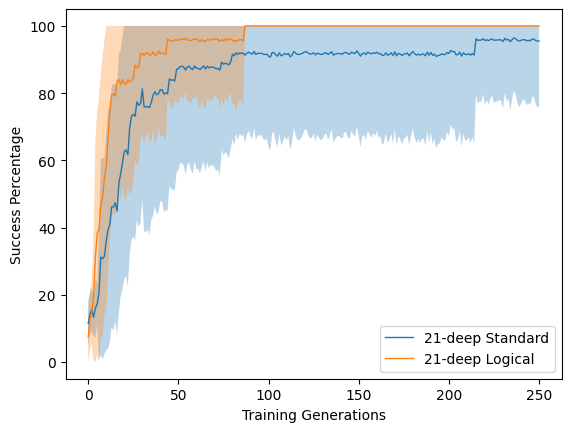 100
80
60
40
20
0
Success Percentage
0 50 100 150 200 250
Training Generations
21-deep Standard
21-deep Logical